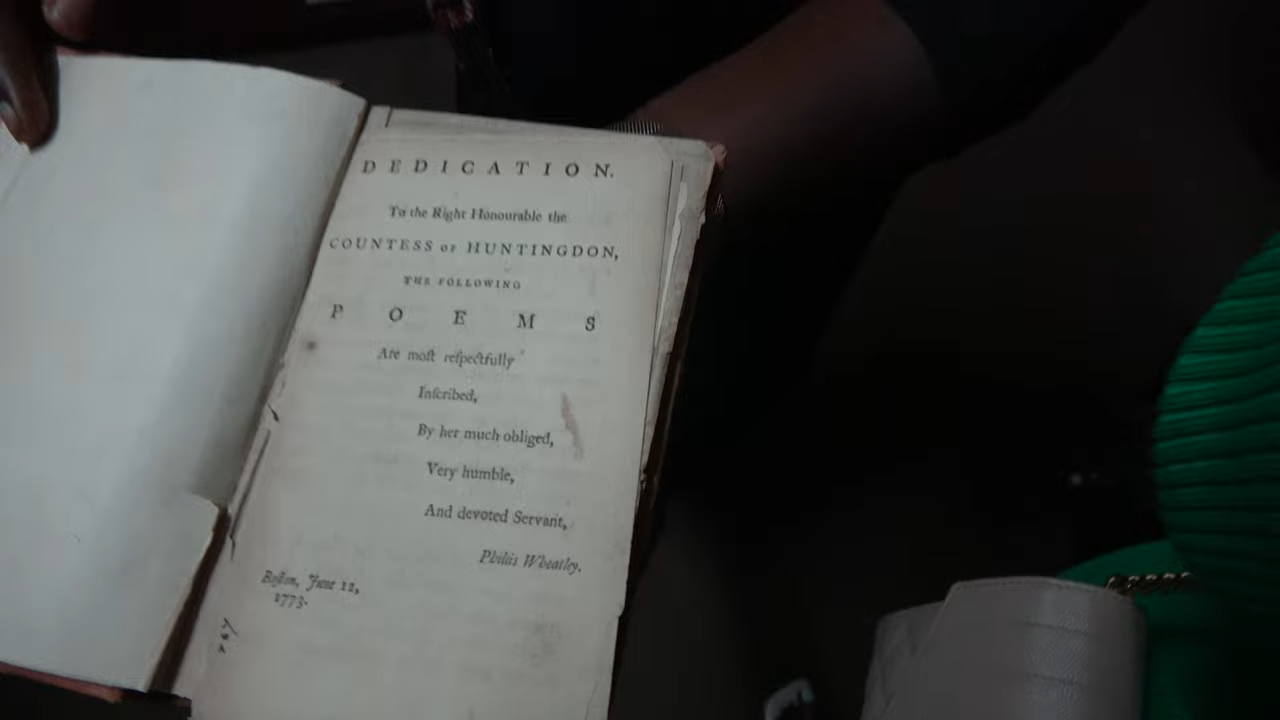 DEDICATION.
To the Right Honourable the
COUNTESS OF HUNTINGDON,
THE FOLLOWING
POEMS
Are moſt reſpectfully
Inſcribed,
By her much obliged,
Very humble,
And devoted Servant,
Phillis Wheatley.
Boſton, June 12,
1773.